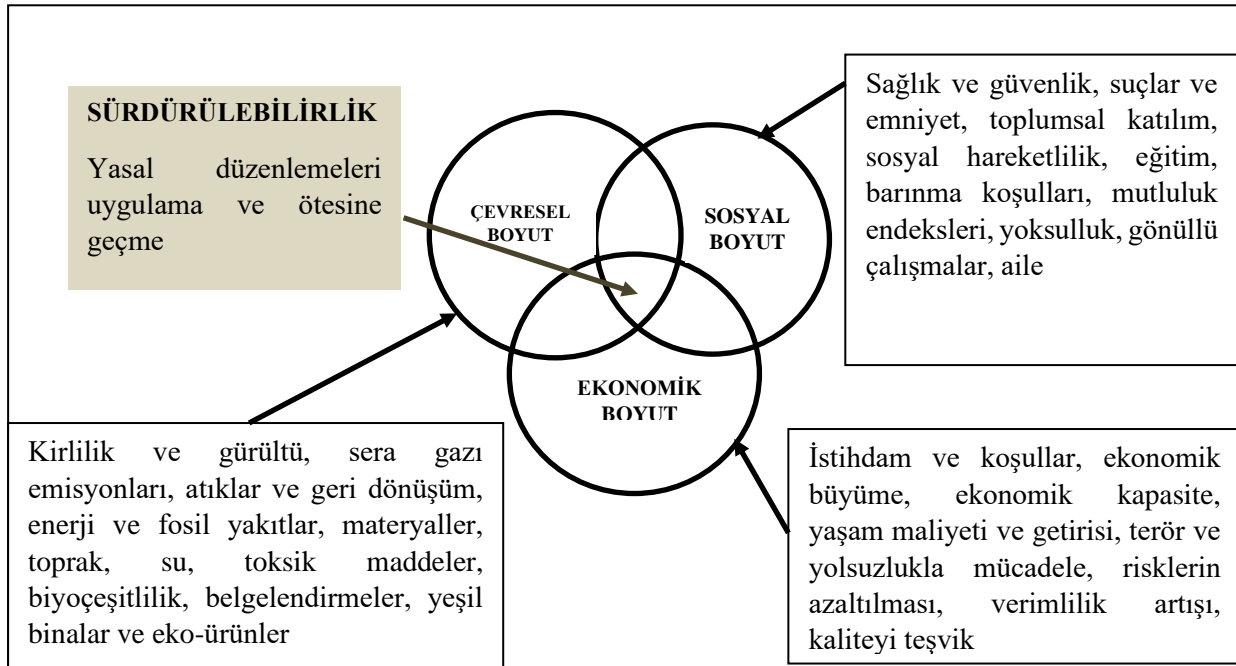 SÜRDÜRÜLEBİLİRLİK
Yasal düzenlemeleri
uygulama ve ötesine
geçme
ÇEVRESEL
BOYUT
SOSYAL
BOYUT
EKONOMİK
BOYUT
Sağlık ve güvenlik, suçlar ve
emniyet, toplumsal katılım,
sosyal hareketlilik, eğitim,
barınma koşulları, mutluluk
endeksleri, yoksulluk, gönüllü
çalışmalar, aile
Kirlilik ve gürültü, sera gazı
emisyonları, atıklar ve geri dönüşüm,
enerji ve fosil yakıtlar, materyaller,
toprak, su, toksik maddeler,
biyoçeşitlilik, belgelendirmeler, yeşil
binalar ve eko-ürünler
İstihdam ve koşullar, ekonomik
büyüme, ekonomik kapasite,
yaşam maliyeti ve getirisi, terör ve
yolsuzlukla mücadele, risklerin
azaltılması, verimlilik artışı,
kaliteyi teşvik